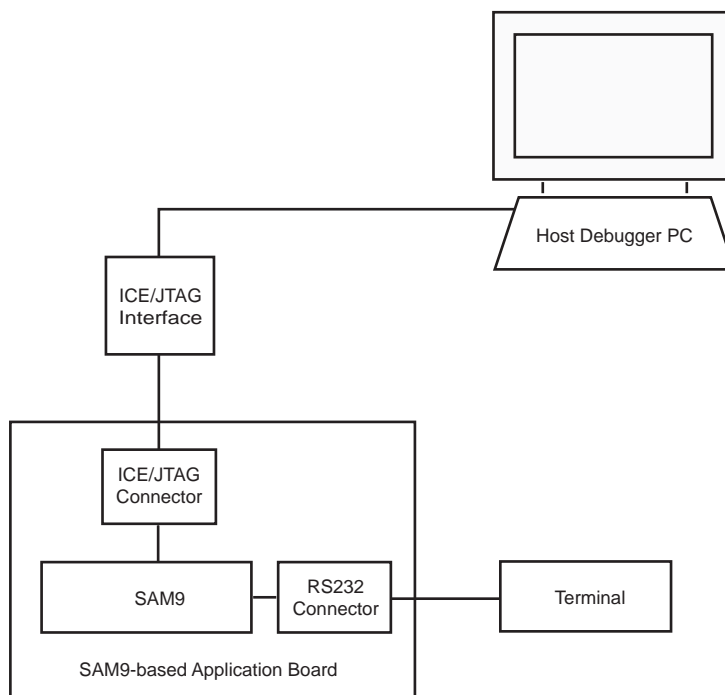 Host Debugger PC
ICE/JTAG
Interface
ICE/JTAG
Connector
SAM9
RS232
Connector
Terminal
SAM9-based Application Board